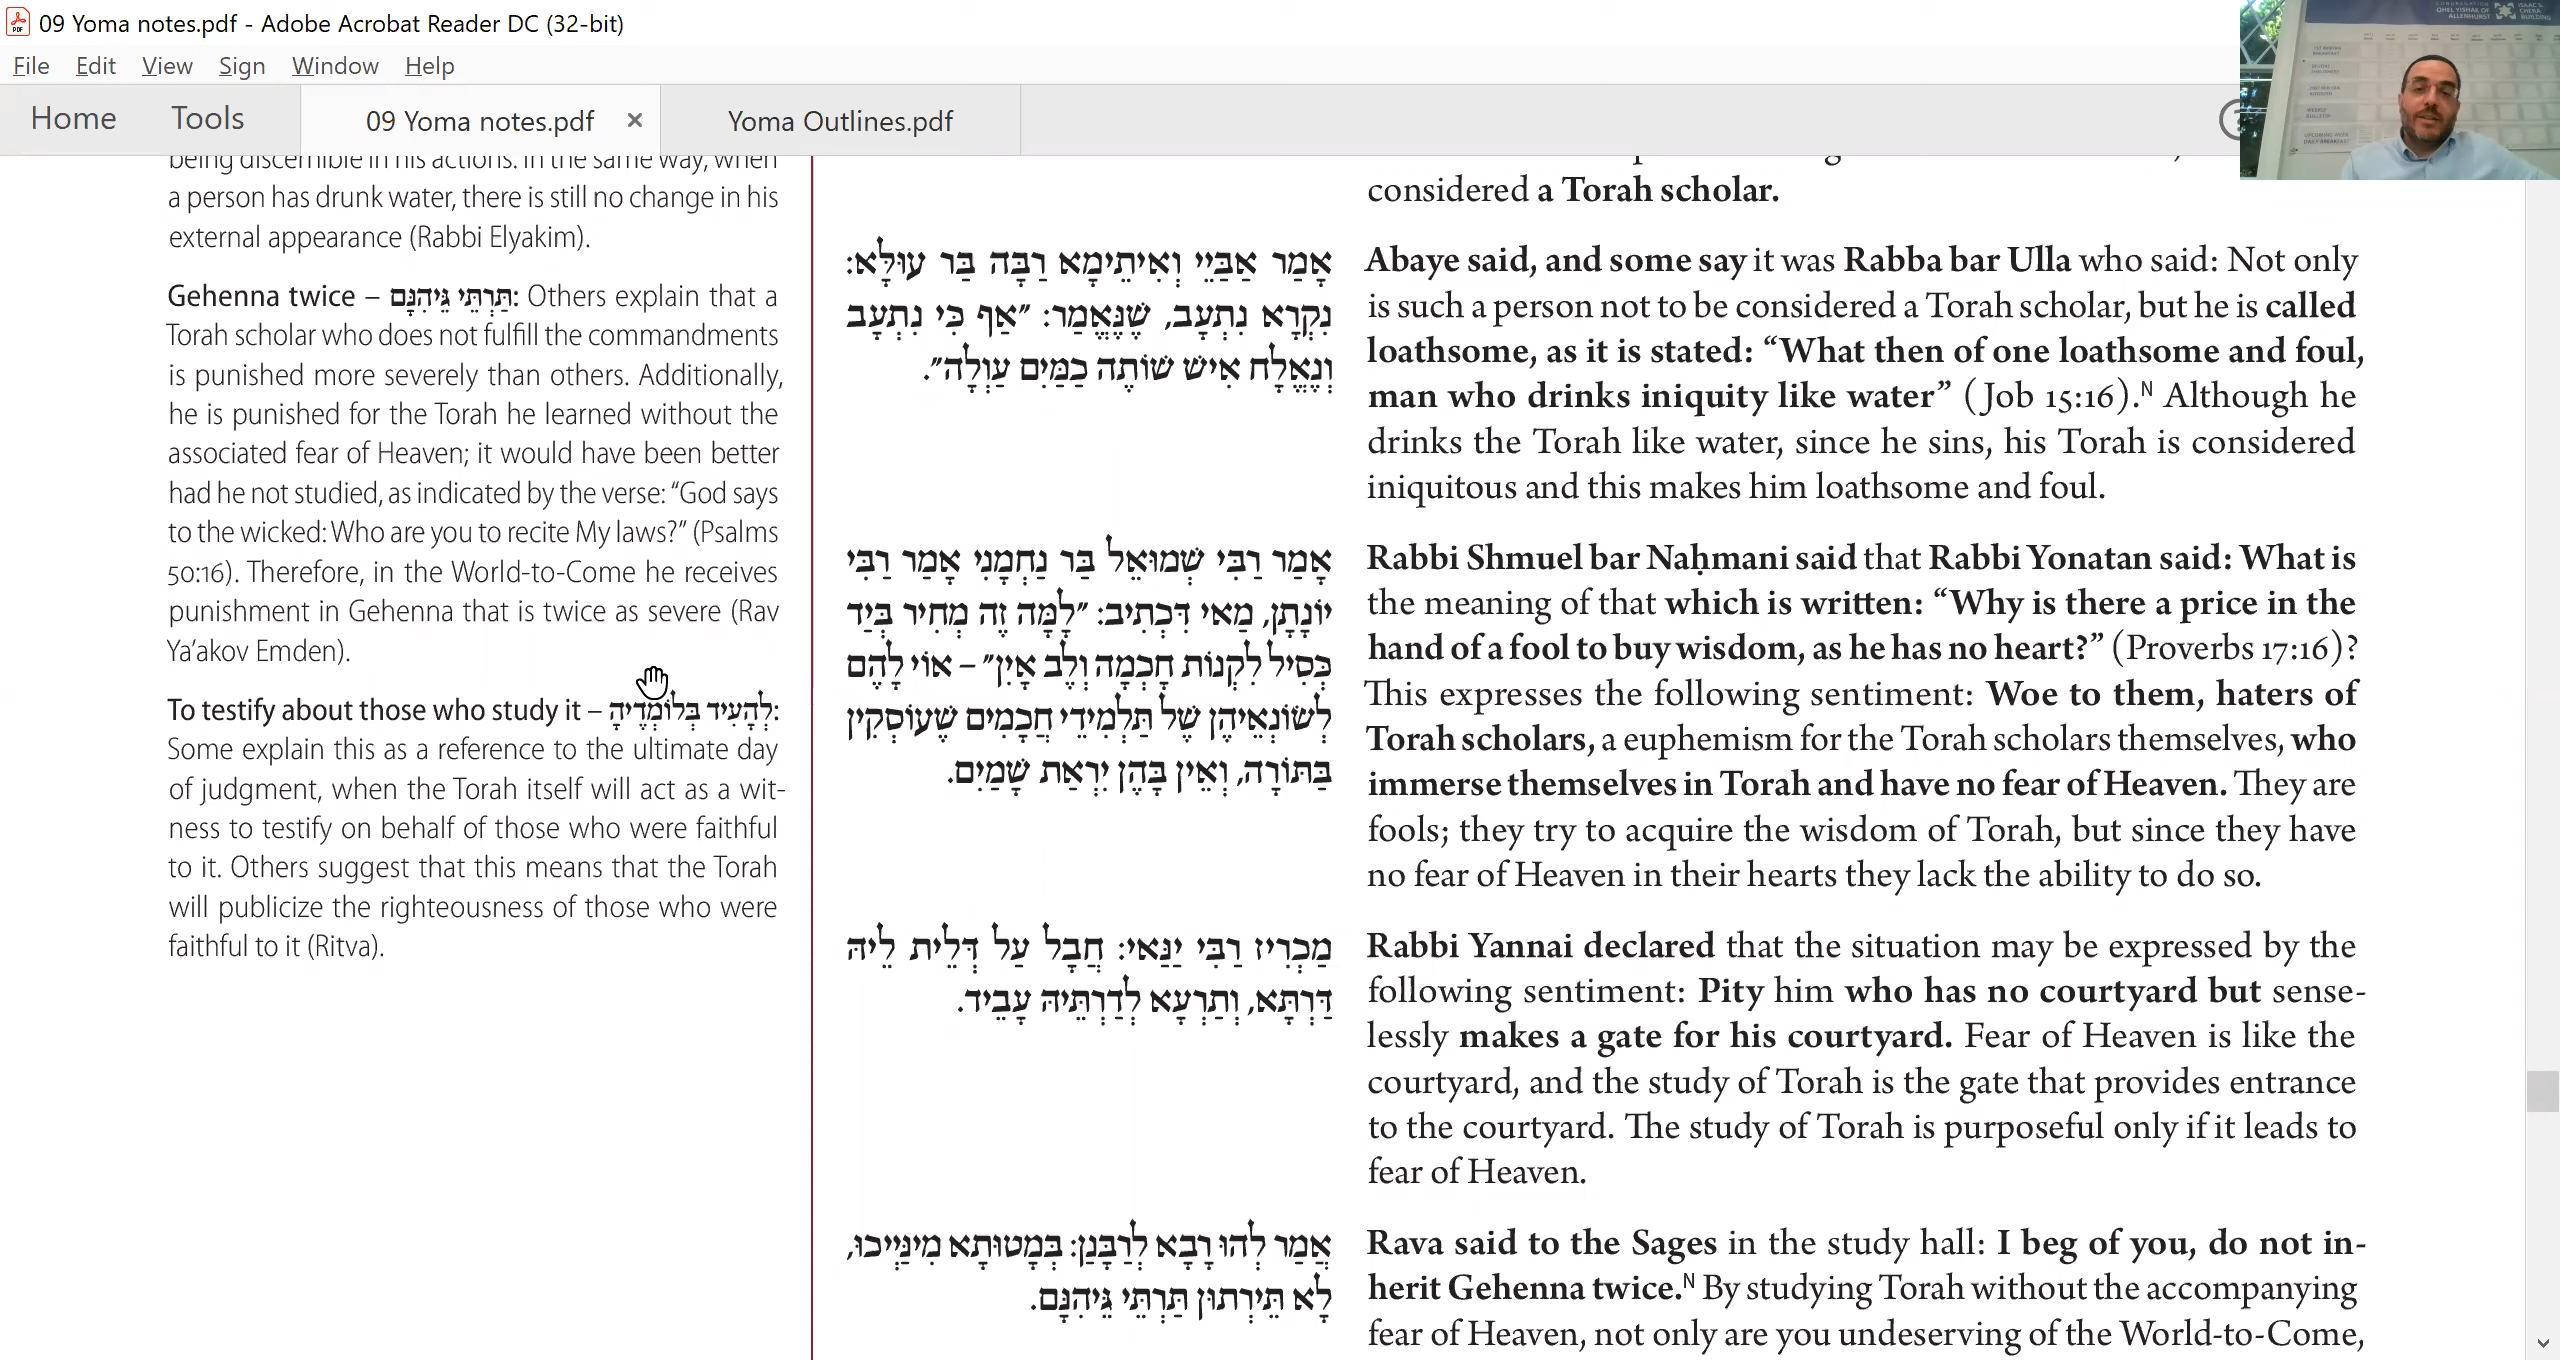 09 Yoma notes.pdf - Adobe Acrobat Reader DC (32-bit)
File Edit View Sign Window Help
Home Tools 09 Yoma notes.pdf × Yoma Outlines.pdf
being discernible in his actions. In the same way, when
a person has drunk water, there is still no change in his
external appearance (Rabbi Elyakim).
Gehenna twice – תַּרְתֵּי גֵּיהִנָּם: Others explain that a
Torah scholar who does not fulfill the commandments
is punished more severely than others. Additionally,
he is punished for the Torah he learned without the
associated fear of Heaven; it would have been better
had he not studied, as indicated by the verse: “God says
to the wicked: Who are you to recite My laws?” (Psalms
50:16). Therefore, in the World-to-Come he receives
punishment in Gehenna that is twice as severe (Rav
Ya’akov Emden).
To testify about those who study it – לְהָעִיד בְּלוֹמְדֶיהָ:
Some explain this as a reference to the ultimate day
of judgment, when the Torah itself will act as a wit-
ness to testify on behalf of those who were faithful
to it. Others suggest that this means that the Torah
will publicize the righteousness of those who were
faithful to it (Ritva).
אָמַר אַבַּיֵי וְאִיתֵימָא רַבָּה בַּר עוּלָּא:
נִקְרָא נִתְעָב, שֶׁנֶּאֱמַר: ״אַף כִּי נִתְעָב
וְנֶאֱלָח אִישׁ שׁוֹתֶה כַמַּיִם עַוְלָה״.
אָמַר רַבִּי שְׁמוּאֵל בַּר נַחְמָנִי אָמַר רַבִּי
יוֹנָתָן, מַאי דִּכְתִיב: ״לָמָּה זֶּה מְחִיר בְּיַד
כְּסִיל לִקְנוֹת חָכְמָה וְלֶב אָיִן״ – אוֹי לָהֶם
לְשׂוֹנְאֵיהֶן שֶׁל תַּלְמִידֵי חֲכָמִים שֶׁעוֹסְקִין
בַּתּוֹרָה, וְאֵין בָּהֶן יִרְאַת שָׁמַיִם.
מַכְרִיז רַבִּי יַנַּאי: חֲבָל עַל דְּלֵית לֵיהּ
דַּרְתָּא, וְתַרְעָא לְדַרְתֵּיהּ עָבֵיד.
אֲמַר לְהוּ רָבָא לְרַבָּנַן: בְּמָטוּתָא מִינַּיְיכוּ,
לָא תֵּירְתוּן תַּרְתֵּי גֵּיהִנָּם.
considered a Torah scholar.
Abaye said, and some say it was Rabba bar Ulla who said: Not only
is such a person not to be considered a Torah scholar, but he is called
loathsome, as it is stated: “What then of one loathsome and foul,
man who drinks iniquity like water” (Job 15:16).N Although he
drinks the Torah like water, since he sins, his Torah is considered
iniquitous and this makes him loathsome and foul.
Rabbi Shmuel bar Naḥmani said that Rabbi Yonatan said: What is
the meaning of that which is written: “Why is there a price in the
hand of a fool to buy wisdom, as he has no heart?” (Proverbs 17:16)?
This expresses the following sentiment: Woe to them, haters of
Torah scholars, a euphemism for the Torah scholars themselves, who
immerse themselves in Torah and have no fear of Heaven. They are
fools; they try to acquire the wisdom of Torah, but since they have
no fear of Heaven in their hearts they lack the ability to do so.
Rabbi Yannai declared that the situation may be expressed by the
following sentiment: Pity him who has no courtyard but sense-
lessly makes a gate for his courtyard. Fear of Heaven is like the
courtyard, and the study of Torah is the gate that provides entrance
to the courtyard. The study of Torah is purposeful only if it leads to
fear of Heaven.
Rava said to the Sages in the study hall: I beg of you, do not in-
herit Gehenna twice.N By studying Torah without the accompanying
fear of Heaven, not only are you undeserving of the World-to-Come,
OHEL YISHAK OF
ALLENHURST